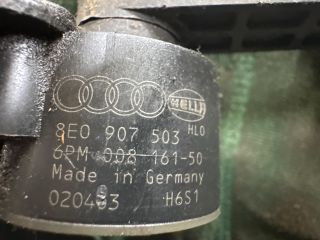 HELLA
8E0 907 503 HLO
6PM 008 161-50
Made in Germany
020403 H6S1